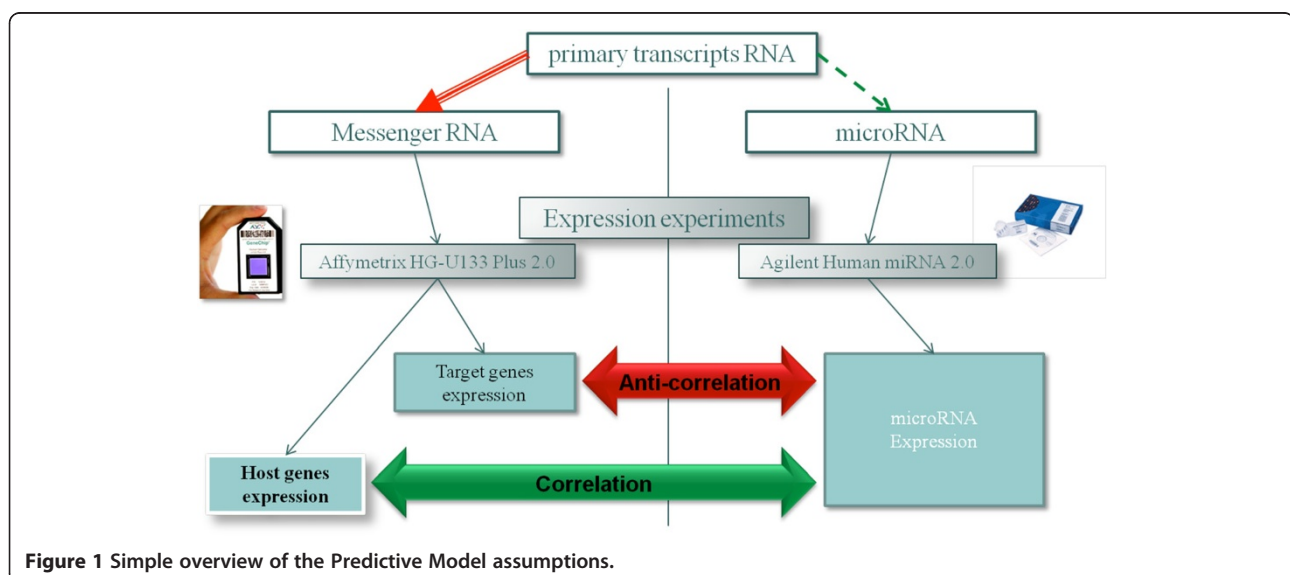 primary transcripts RNA
Messenger RNA
microRNA
Expression experiments
Affymetrix HG-U133 Plus 2.0
Agilent Human miRNA 2.0
GeneChip
Target genes
expression
Anti-correlation
microRNA
Expression
Host genes
expression
Correlation
Figure 1 Simple overview of the Predictive Model assumptions.